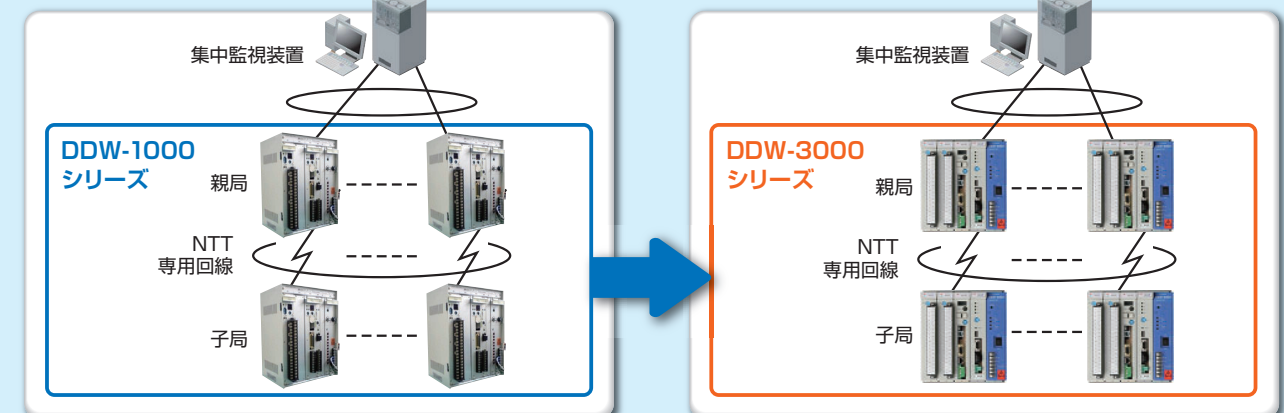 集中監視装置
DDW-1000
シリーズ
親局
NTT
専用回線
子局
集中監視装置
DDW-3000
シリーズ
親局
NTT
専用回線
子局